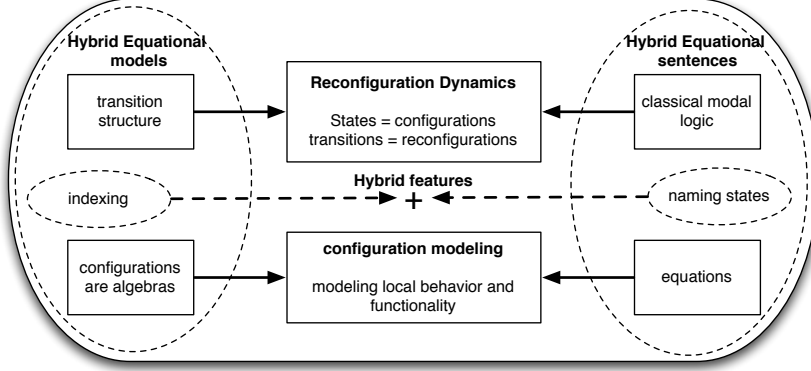 Hybrid Equational
models
transition
structure
indexing
configurations
are algebras
Reconfiguration Dynamics
States = configurations
transitions = reconfigurations
Hybrid features
+
configuration modeling
modeling local behavior and
functionality
Hybrid Equational
sentences
classical modal
logic
naming states
equations